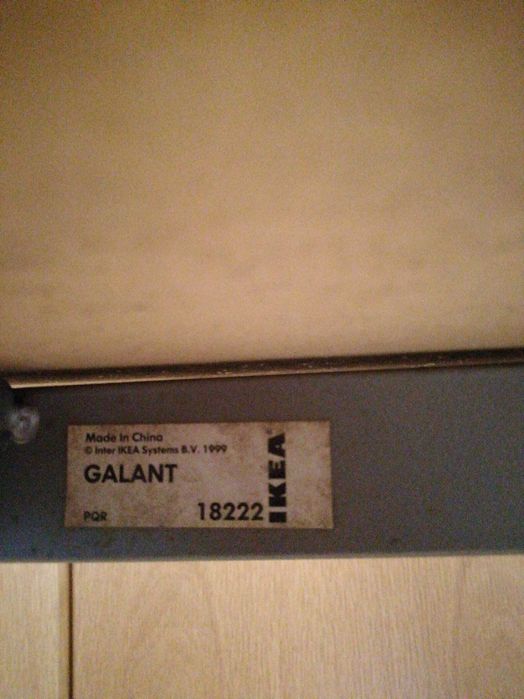 Made in China
© Inter IKEA Systems B.V. 1999
GALANT
PQR
18222
IKEA